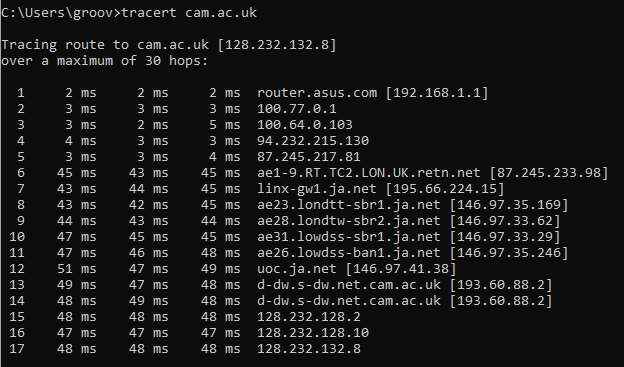 C:\Users\groov>tracert cam.ac.uk
Tracing route to cam.ac.uk [128.232.132.8]
over a maximum of 30 hops:
1 2 ms 2 ms 2 ms router.asus.com [192.168.1.1]
2 3 ms 3 ms 3 ms 100.77.0.1
3 3 ms 2 ms 5 ms 100.64.0.103
4 4 ms 3 ms 3 ms 94.232.215.130
5 3 ms 3 ms 4 ms 87.245.217.81
6 45 ms 43 ms 45 ms ae1-9.RT.TC2.LON.UK.retn.net [87.245.233.98]
7 43 ms 44 ms 45 ms linx-gw1.ja.net [195.66.224.15]
8 43 ms 42 ms 45 ms ae23.londtt-sbr1.ja.net [146.97.35.169]
9 44 ms 43 ms 44 ms ae28.londtw-sbr2.ja.net [146.97.33.62]
10 47 ms 45 ms 45 ms ae31.lowdss-sbr1.ja.net [146.97.33.29]
11 47 ms 46 ms 48 ms ae26.lowdss-ban1.ja.net [146.97.35.246]
12 51 ms 47 ms 49 ms uoc.ja.net [146.97.41.38]
13 49 ms 47 ms 48 ms d-dw.s-dw.net.cam.ac.uk [193.60.88.2]
14 48 ms 49 ms 48 ms d-dw.s-dw.net.cam.ac.uk [193.60.88.2]
15 48 ms 48 ms 48 ms 128.232.128.2
16 47 ms 47 ms 47 ms 128.232.128.10
17 48 ms 48 ms 48 ms 128.232.132.8